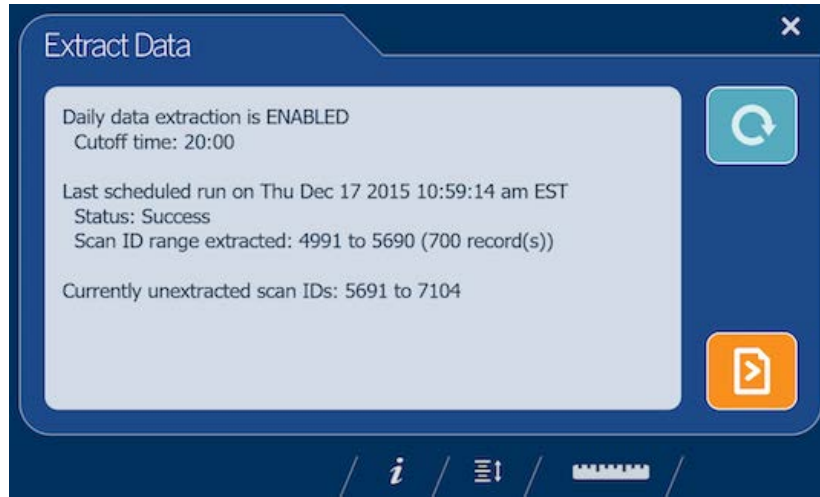 Extract Data
Daily data extraction is ENABLED
Cutoff time: 20:00
Last scheduled run on Thu Dec 17 2015 10:59:14 am EST
Status: Success
Scan ID range extracted: 4991 to 5690 (700 record(s))
Currently unextracted scan IDs: 5691 to 7104